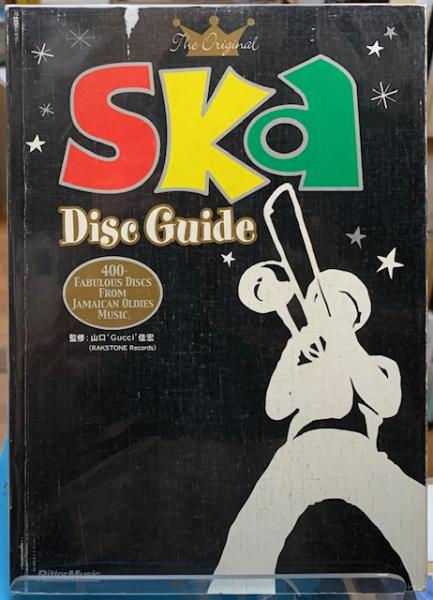 The Original
Ska
Disc Guide
400
FABULOUS DISCS
FROM
JAMAICAN OLDIES
MUSIC.
監修：山口“Gucci”佳宏
（RAKSTONE Records）
RittorMusic